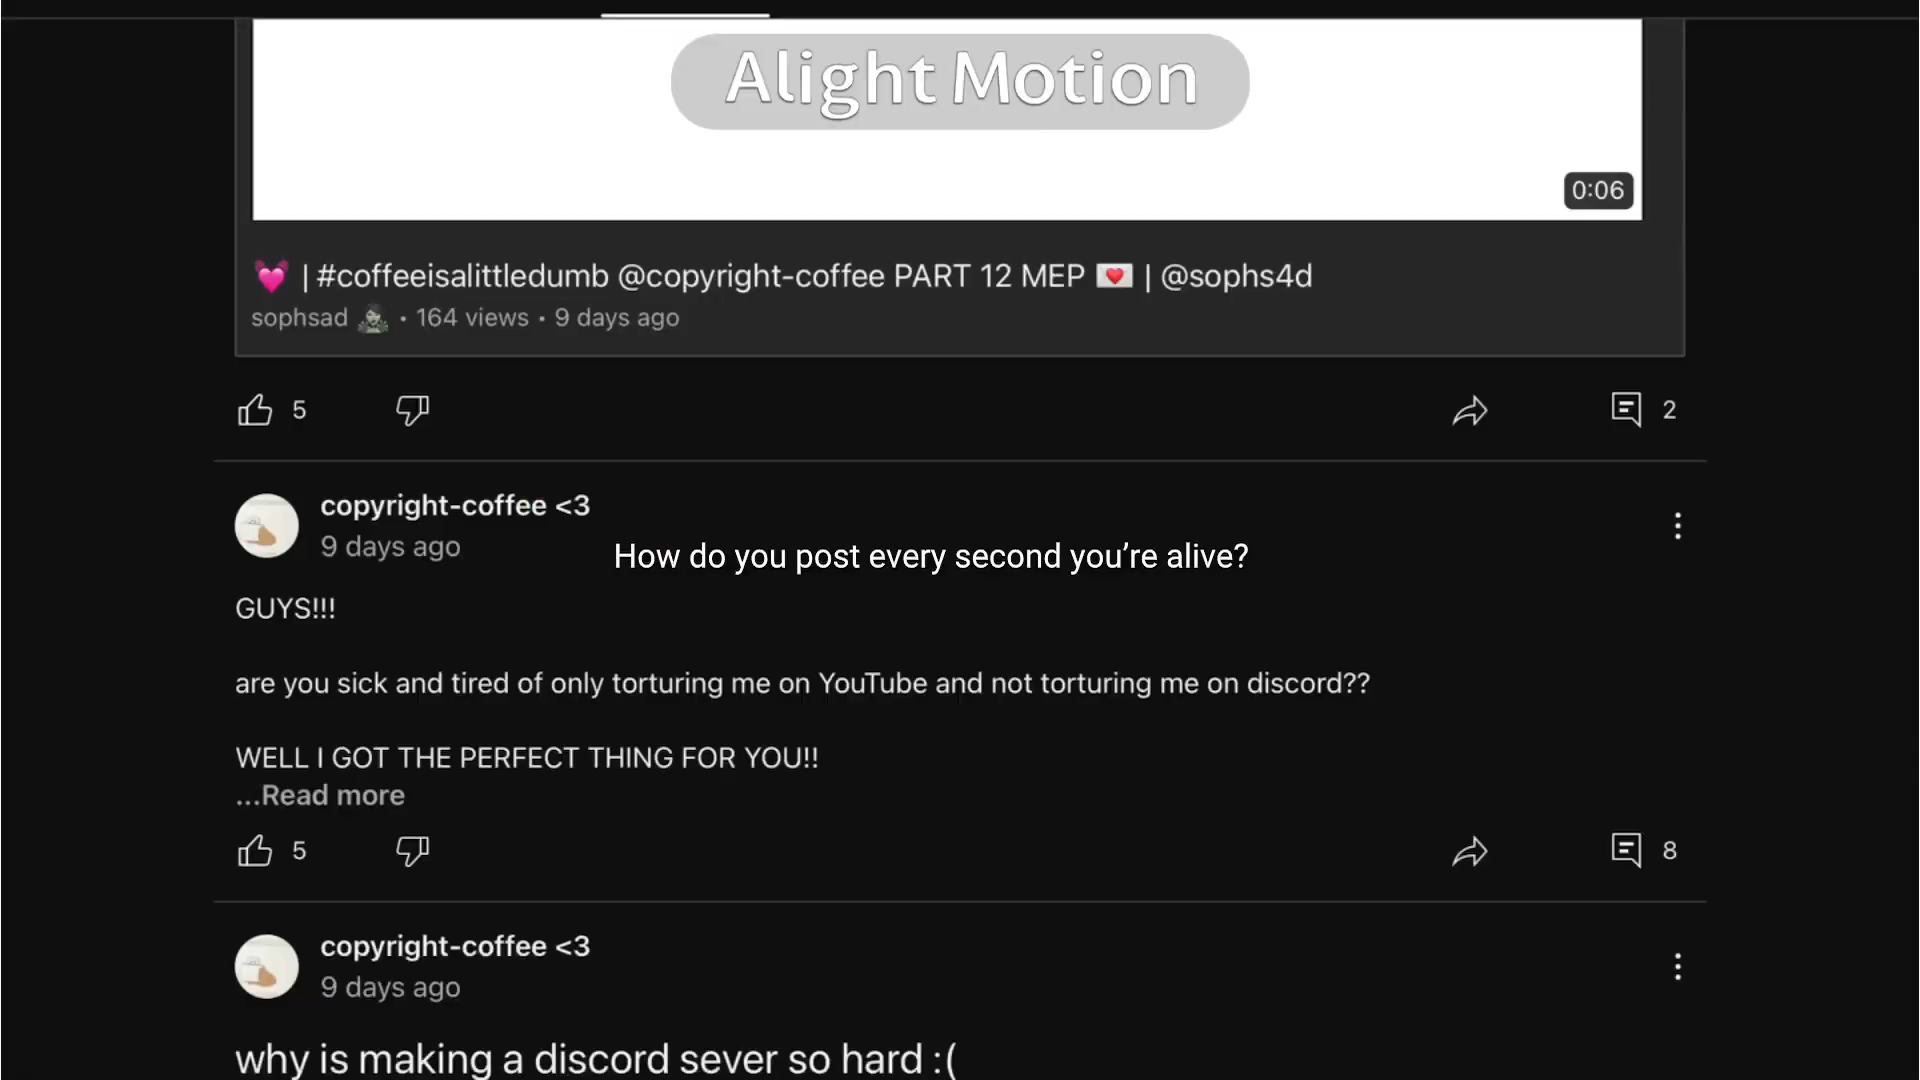 Alight Motion
0:06
💓 | #coffeeisalittledumb @copyright-coffee PART 12 MEP 💌 | @sophs4d
sophsad • 164 views • 9 days ago
5
2
copyright-coffee <3
9 days ago
How do you post every second you’re alive?
GUYS!!!
are you sick and tired of only torturing me on YouTube and not torturing me on discord??
WELL I GOT THE PERFECT THING FOR YOU!!
...Read more
5
8
copyright-coffee <3
9 days ago
why is making a discord sever so hard :(